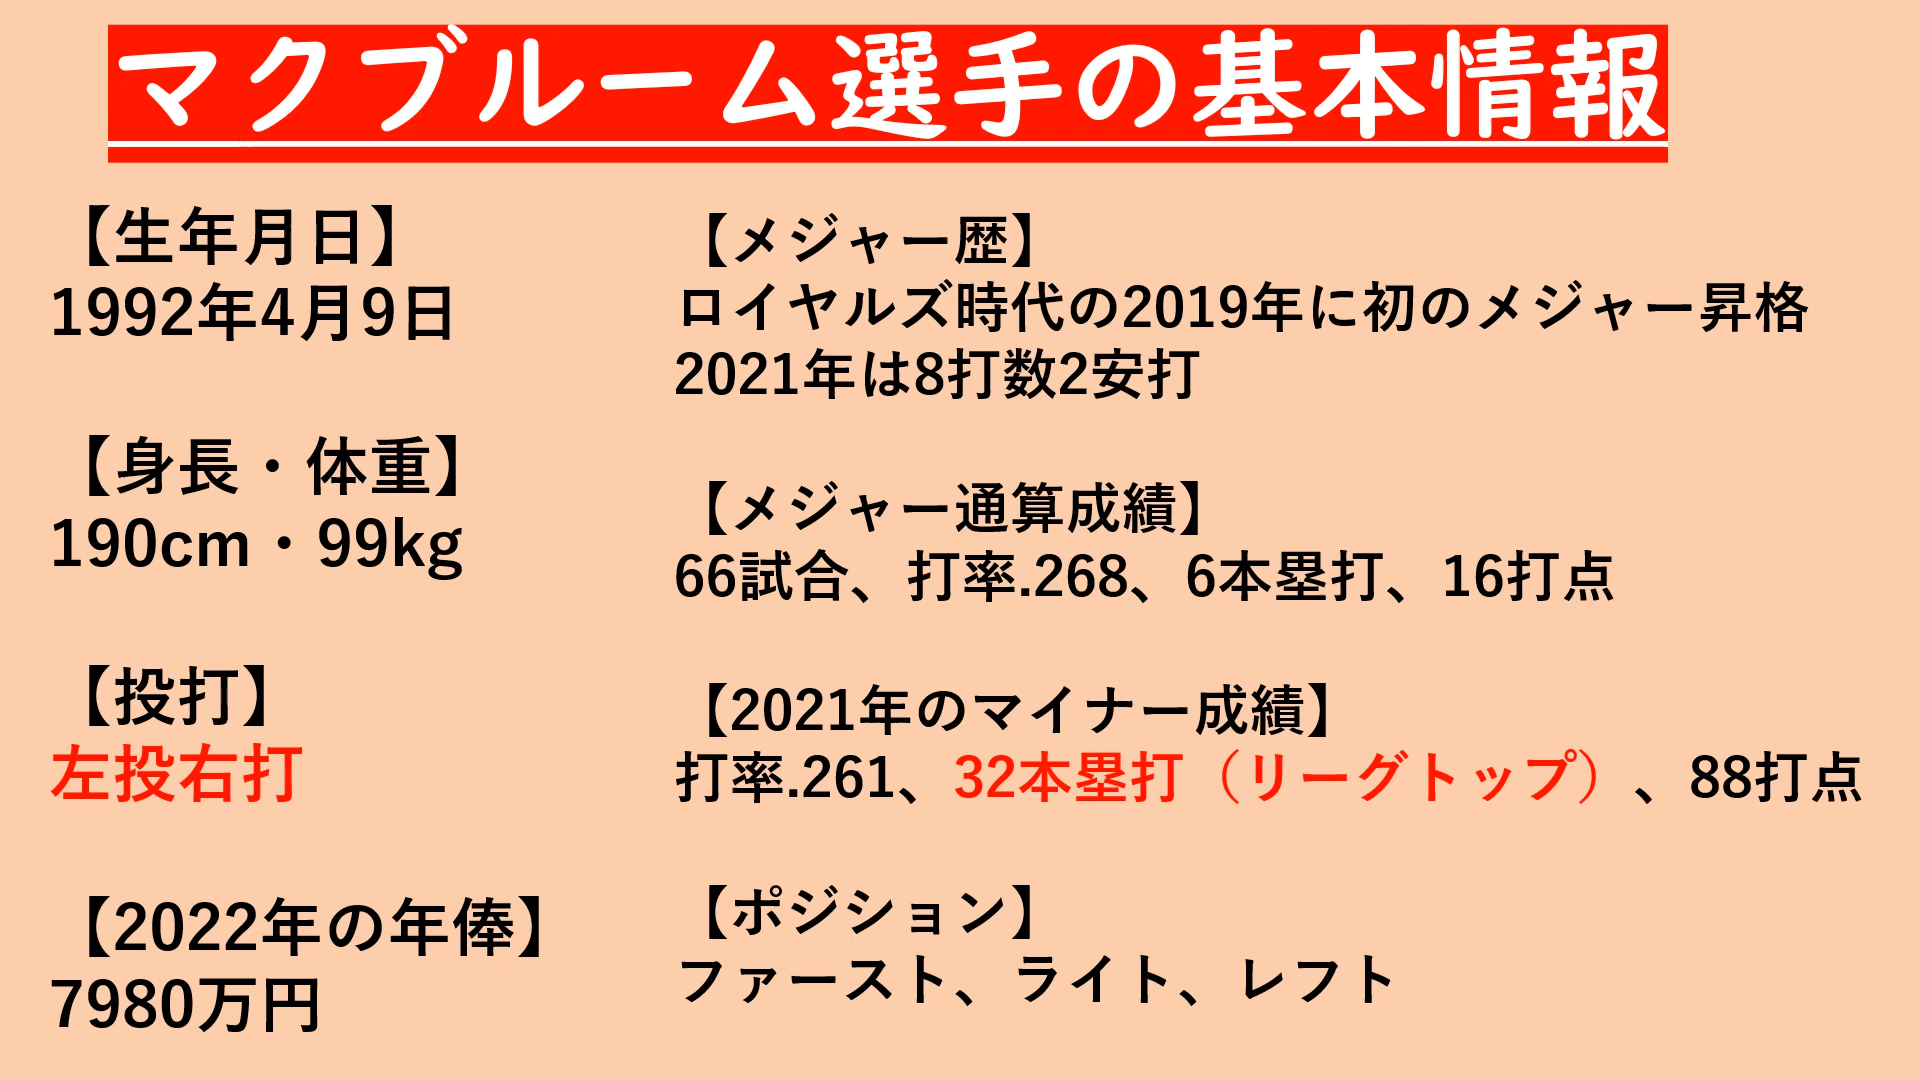 マクブルーム選手の基本情報
【生年月日】
1992年4月9日
【身長・体重】
190cm・99kg
【投打】
左投右打
【2022年の年俸】
7980万円
【メジャー歴】
ロイヤルズ時代の2019年に初のメジャー昇格
2021年は8打数2安打
【メジャー通算成績】
66試合、打率.268、6本塁打、16打点
【2021年のマイナー成績】
打率.261、32本塁打（リーグトップ）、88打点
【ポジション】
ファースト、ライト、レフト